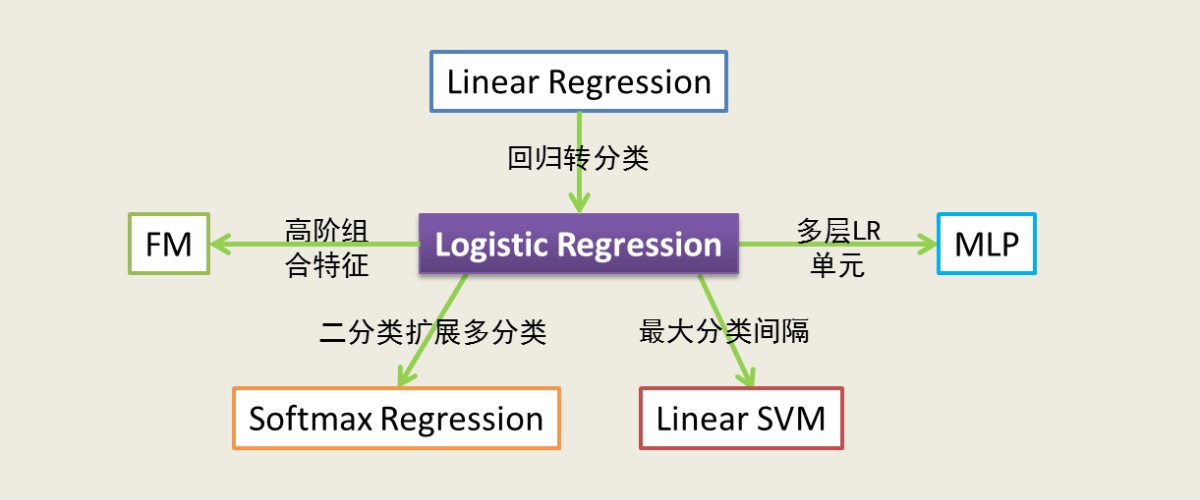 Linear Regression
回归转分类
FM
高阶组
合特征
Logistic Regression
多层LR
单元
MLP
二分类扩展多分类
最大分类间隔
Softmax Regression
Linear SVM